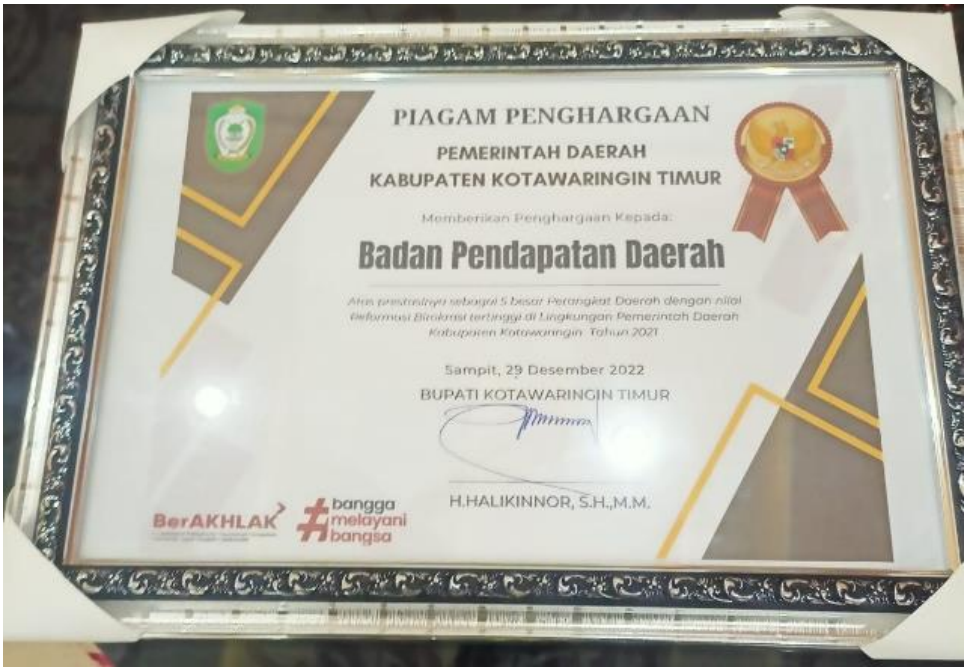 PIAGAM PENGHARGAAN
PEMERINTAH DAERAH
KABUPATEN KOTAWARINGIN TIMUR
Memberikan Penghargaan Kepada:
Badan Pendapatan Daerah
Atas prestasinya sebagai 5 besar Perangkat Daerah dengan nilai
Reformasi Birokrasi tertinggi di Lingkungan Pemerintah Daerah
Kabupaten Kotawaringin Tahun 2021
Sampit, 29 Desember 2022
BUPATI KOTAWARINGIN TIMUR
H.HALIKINNOR, S.H.,M.M.
BerAKHLAK
#bangga
melayani
bangsa